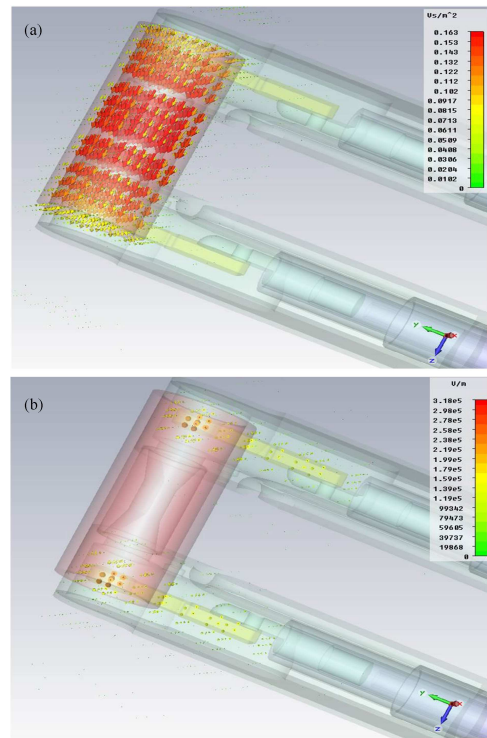 (a)
Vs/m^2
0.163
0.153
0.143
0.132
0.122
0.112
0.102
0.0917
0.0815
0.0713
0.0611
0.0509
0.0408
0.0306
0.0204
0.0102
0
Y
X
Z
(b)
V/m
3.18e5
2.98e5
2.78e5
2.58e5
2.38e5
2.19e5
1.99e5
1.79e5
1.59e5
1.39e5
1.19e5
99342
79473
59605
39737
19868
0
Y
X
Z